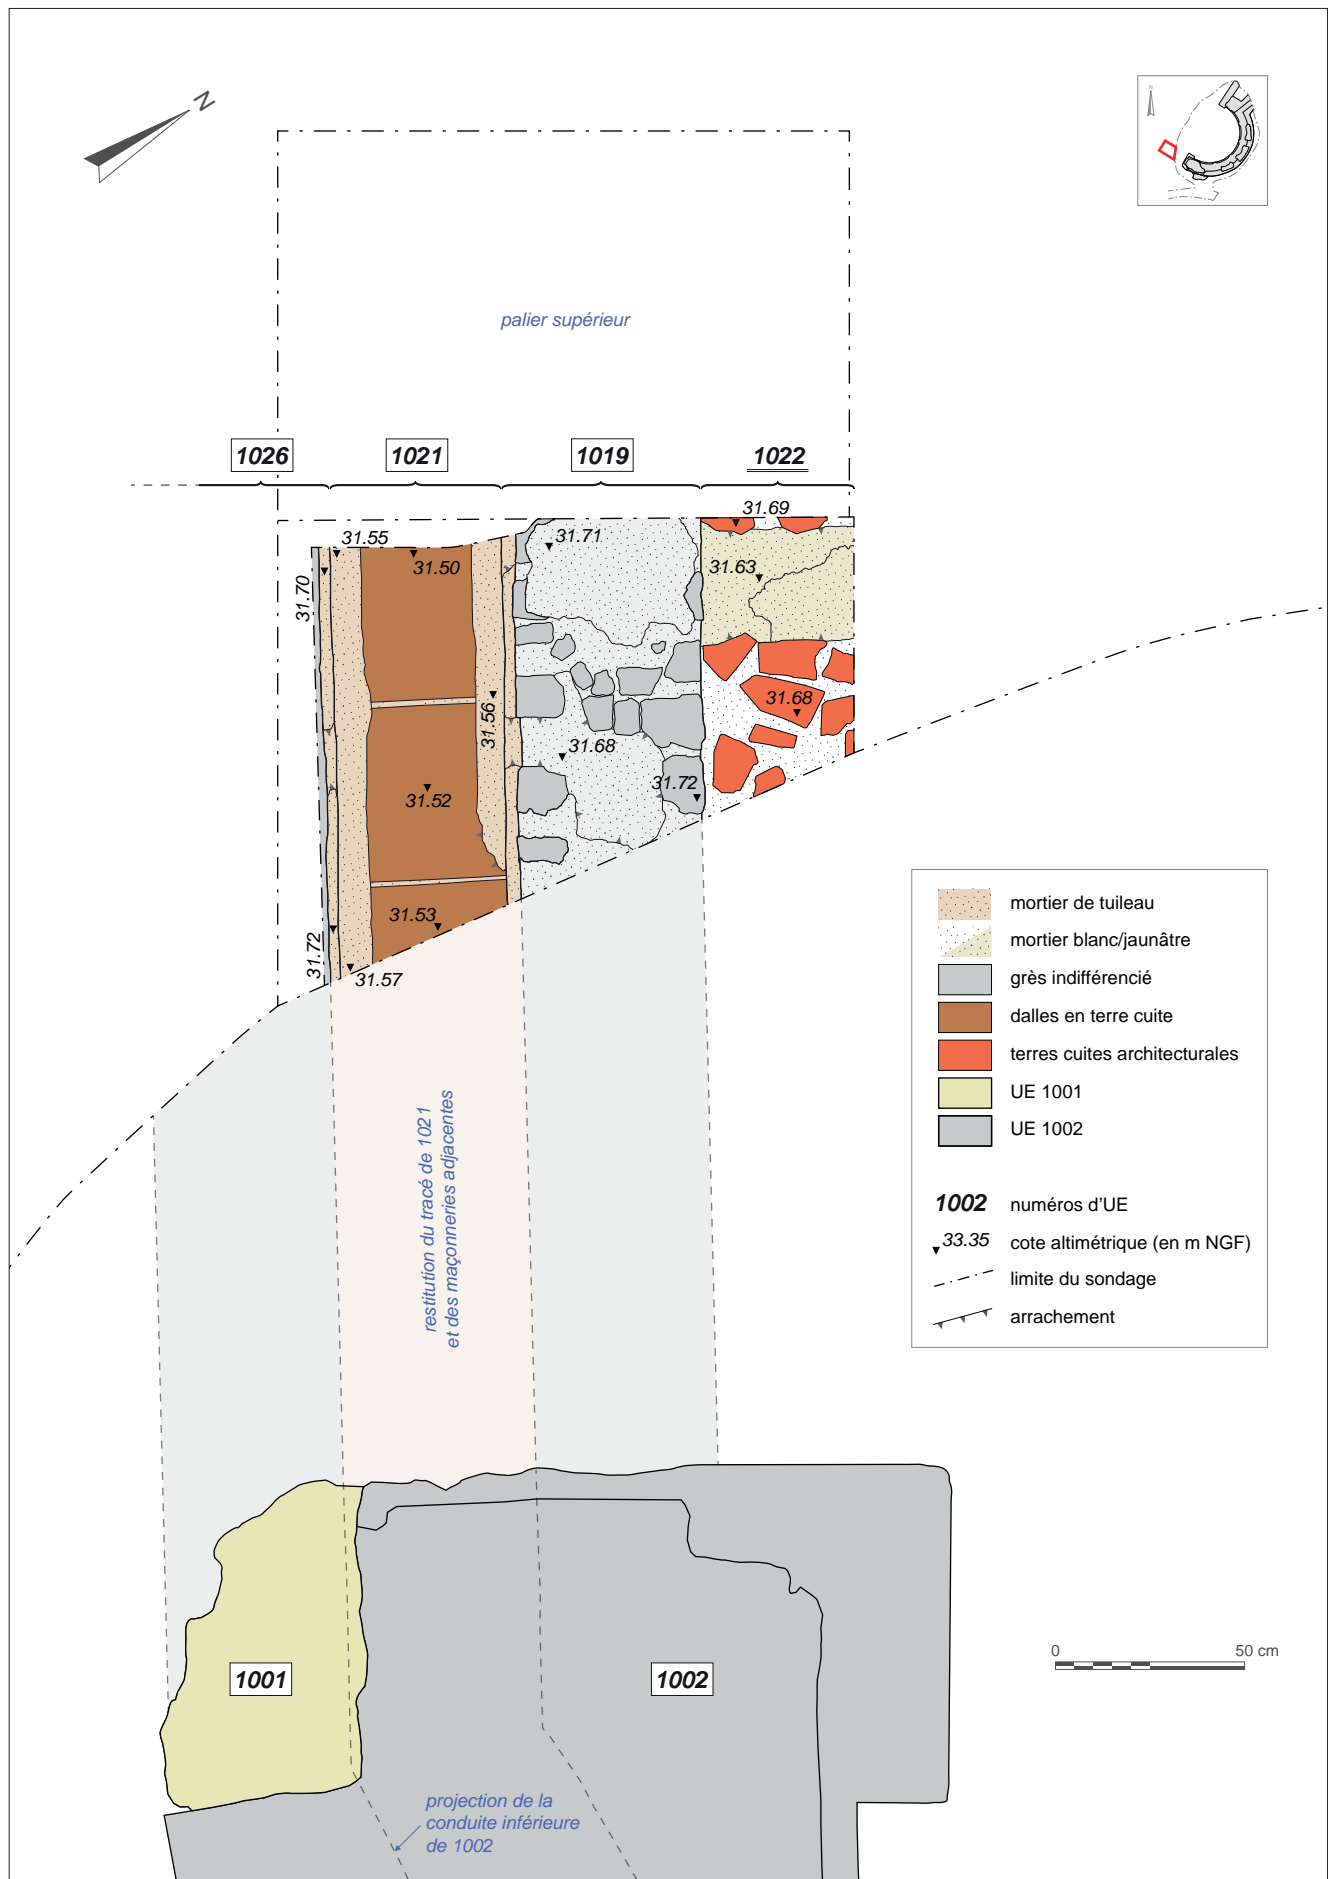 N
N
palier supérieur
1026
1021
1019
1022
31.69
31.55
31.71
31.50
31.63
31.70
31.56
31.68
31.68
31.52
31.72
31.53
31.72
31.57
mortier de tuileau
mortier blanc/jaunâtre
grès indifférencié
dalles en terre cuite
terres cuites architecturales
UE 1001
UE 1002
1002 numéros d'UE
33.35 cote altimétrique (en m NGF)
limite du sondage
arrachement
restitution du tracé de 1021
et des maçonneries adjacentes
0 50 cm
1001
1002
projection de la
conduite inférieure
de 1002